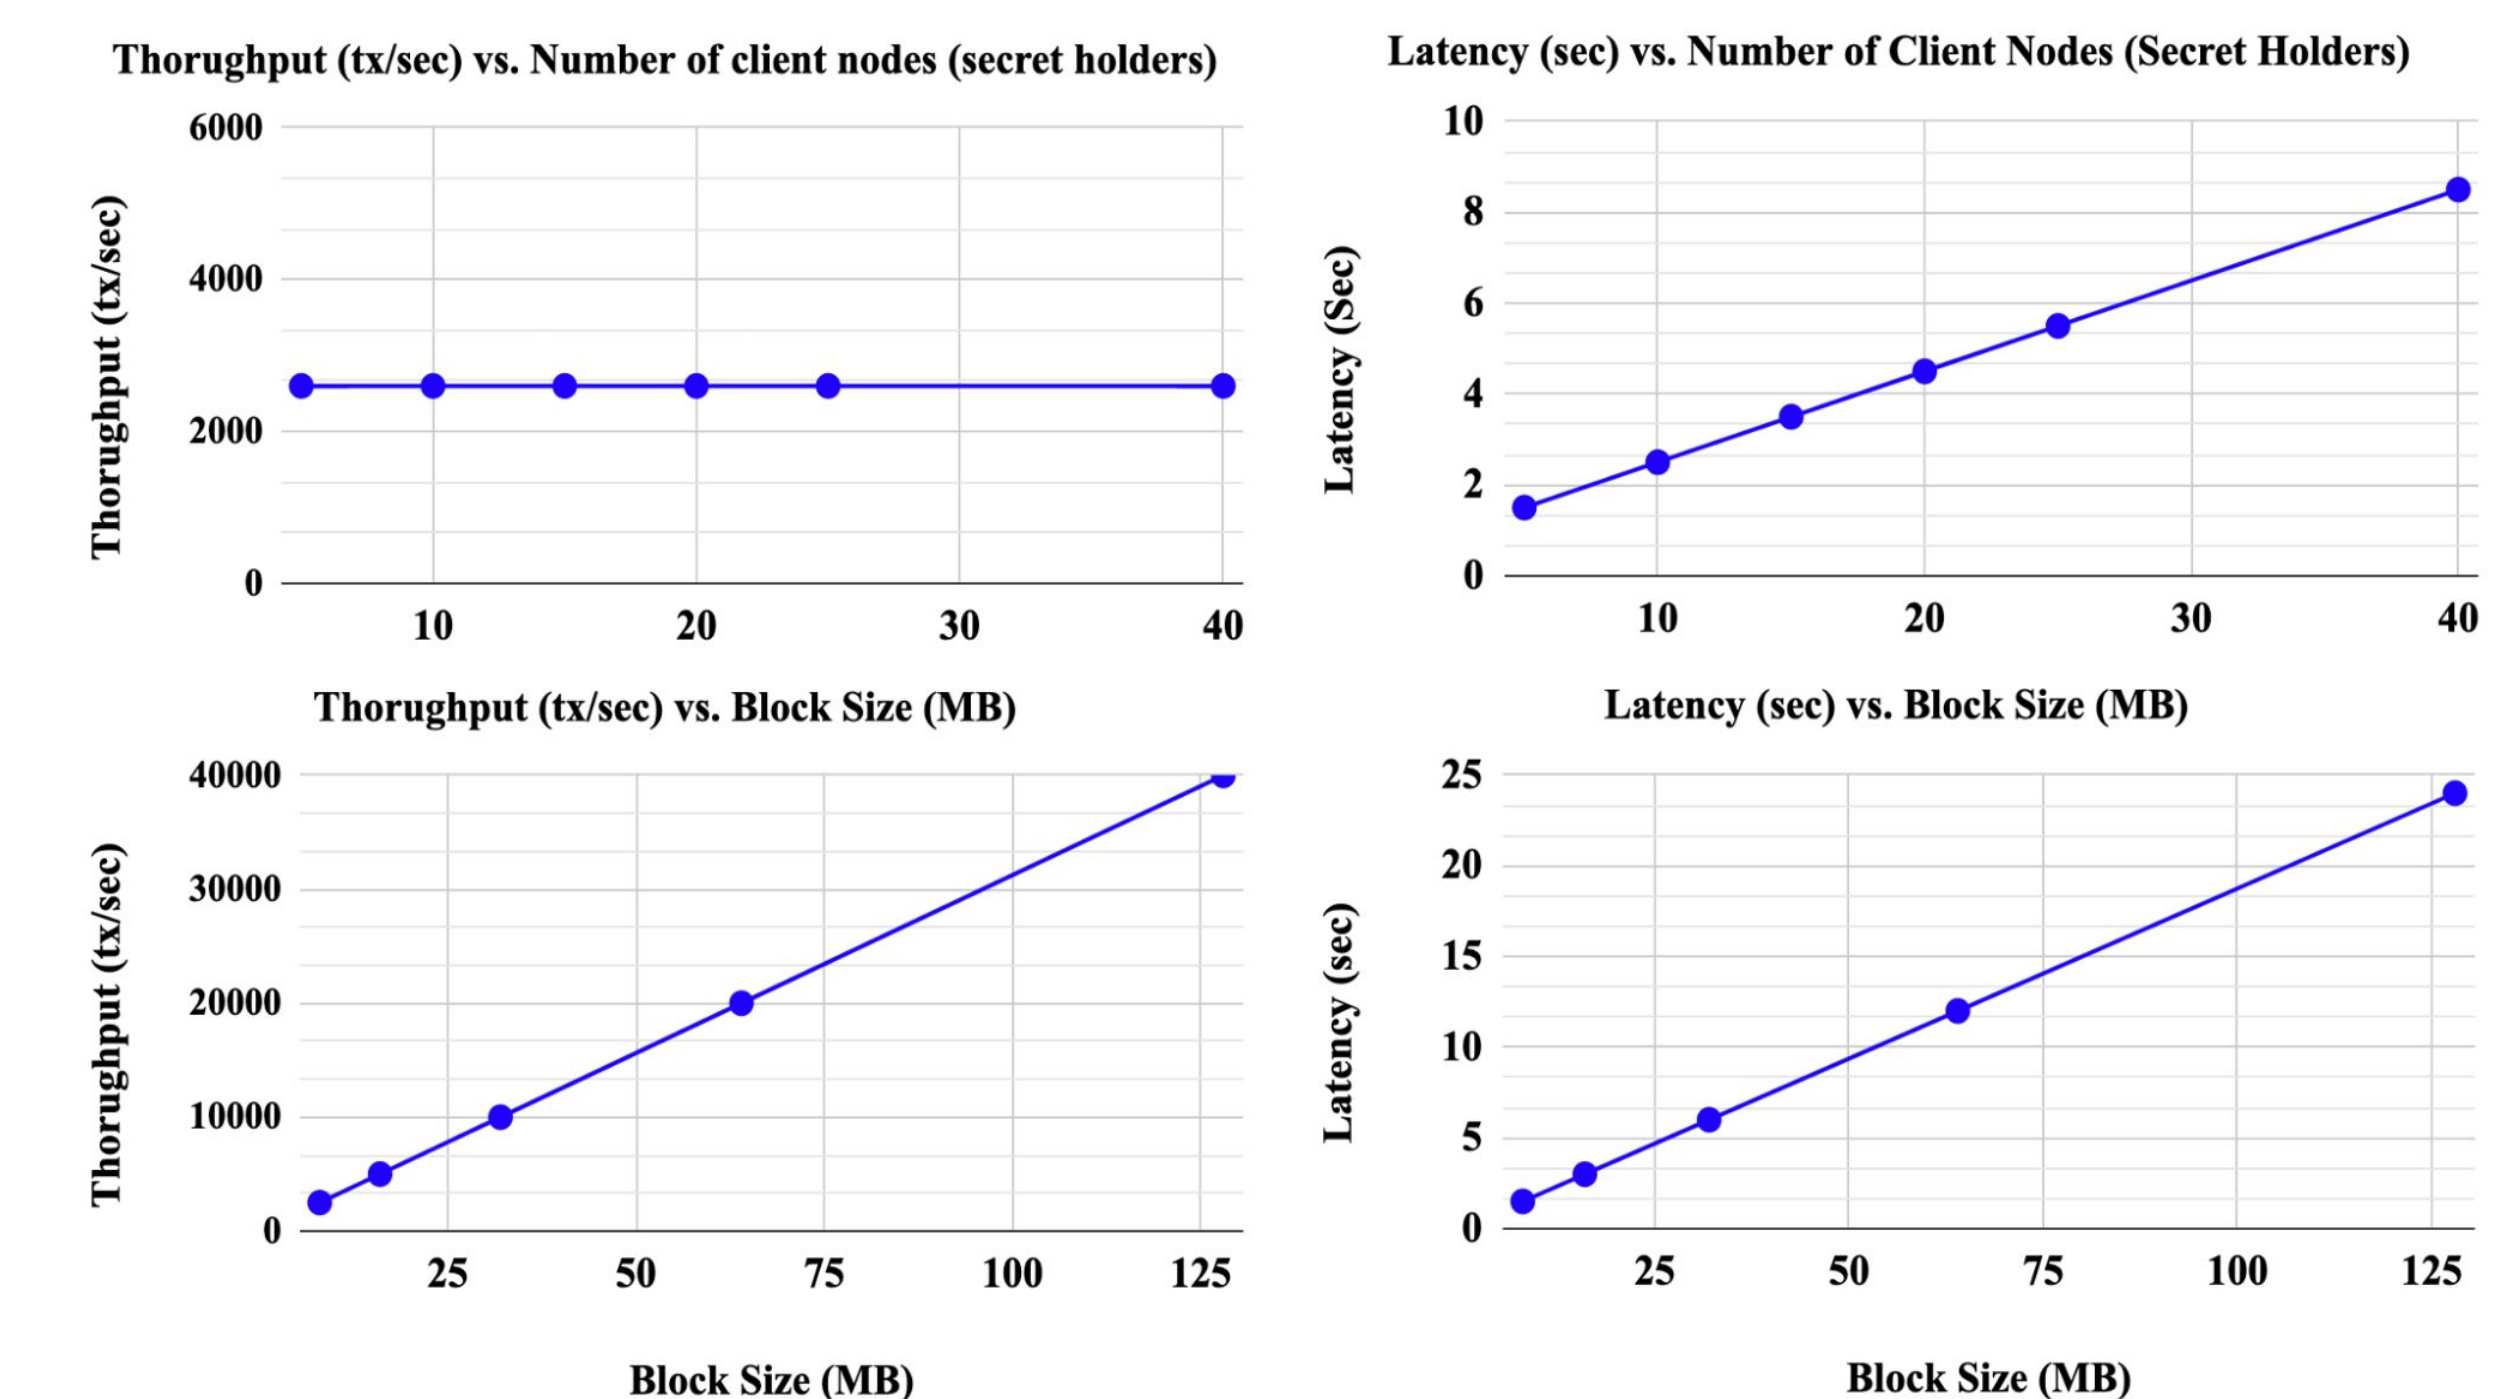 Thorughput (tx/sec) vs. Number of client nodes (secret holders)
Thorughput (tx/sec)
6000
4000
2000
0
10 20 30 40
Latency (sec) vs. Number of Client Nodes (Secret Holders)
Latency (Sec)
10
8
6
4
2
0
10 20 30 40
Thorughput (tx/sec) vs. Block Size (MB)
Thorughput (tx/sec)
40000
30000
20000
10000
0
25 50 75 100 125
Block Size (MB)
Latency (sec) vs. Block Size (MB)
Latency (sec)
25
20
15
10
5
0
25 50 75 100 125
Block Size (MB)